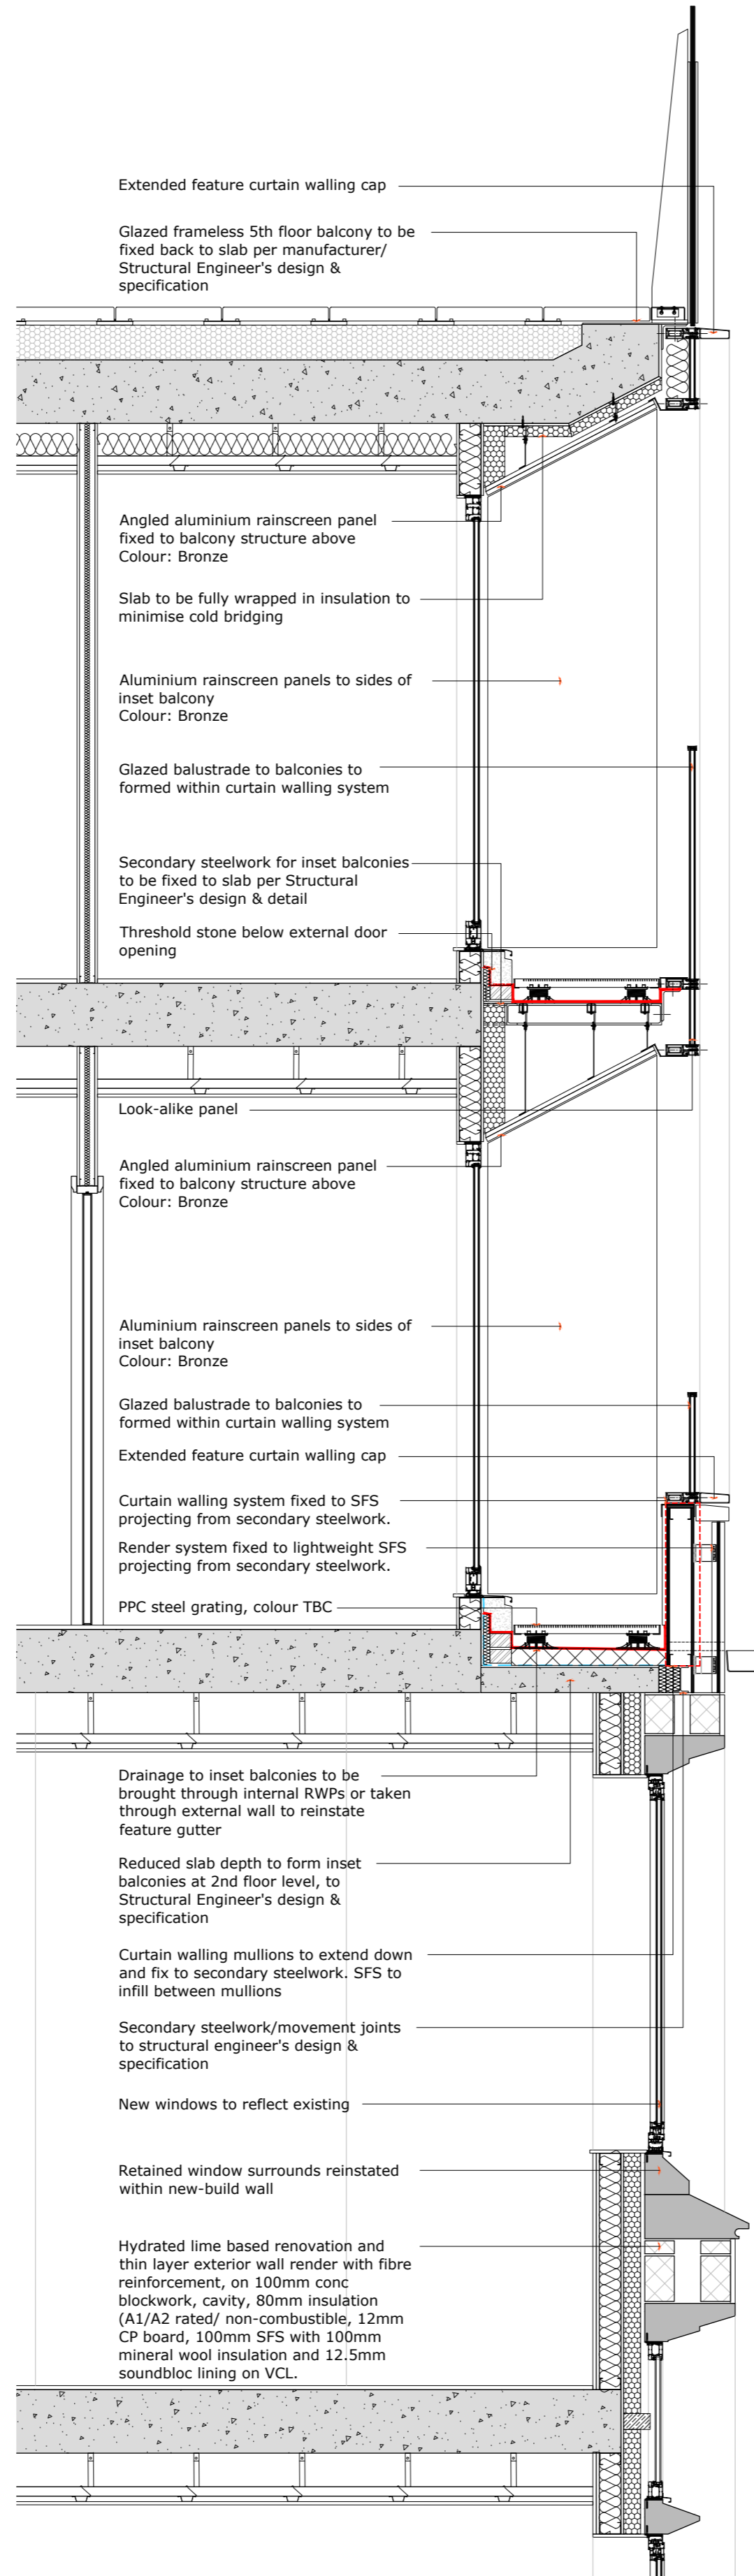 Extended feature curtain walling cap
Glazed frameless 5th floor balcony to be
fixed back to slab per manufacturer/
Structural Engineer's design &
specification
Angled aluminium rainscreen panel
fixed to balcony structure above
Colour: Bronze
Slab to be fully wrapped in insulation to
minimise cold bridging
Aluminium rainscreen panels to sides of
inset balcony
Colour: Bronze
Glazed balustrade to balconies to
formed within curtain walling system
Secondary steelwork for inset balconies
to be fixed to slab per Structural
Engineer's design & detail
Threshold stone below external door
opening
Look-alike panel
Angled aluminium rainscreen panel
fixed to balcony structure above
Colour: Bronze
Aluminium rainscreen panels to sides of
inset balcony
Colour: Bronze
Glazed balustrade to balconies to
formed within curtain walling system
Extended feature curtain walling cap
Curtain walling system fixed to SFS
projecting from secondary steelwork.
Render system fixed to lightweight SFS
projecting from secondary steelwork.
PPC steel grating, colour TBC
Drainage to inset balconies to be
brought through internal RWPs or taken
through external wall to reinstate
feature gutter
Reduced slab depth to form inset
balconies at 2nd floor level, to
Structural Engineer's design &
specification
Curtain walling mullions to extend down
and fix to secondary steelwork. SFS to
infill between mullions
Secondary steelwork/movement joints
to structural engineer's design &
specification
New windows to reflect existing
Retained window surrounds reinstated
within new-build wall
Hydrated lime based renovation and
thin layer exterior wall render with fibre
reinforcement, on 100mm conc
blockwork, cavity, 80mm insulation
(A1/A2 rated/ non-combustible, 12mm
CP board, 100mm SFS with 100mm
mineral wool insulation and 12.5mm
soundbloc lining on VCL.